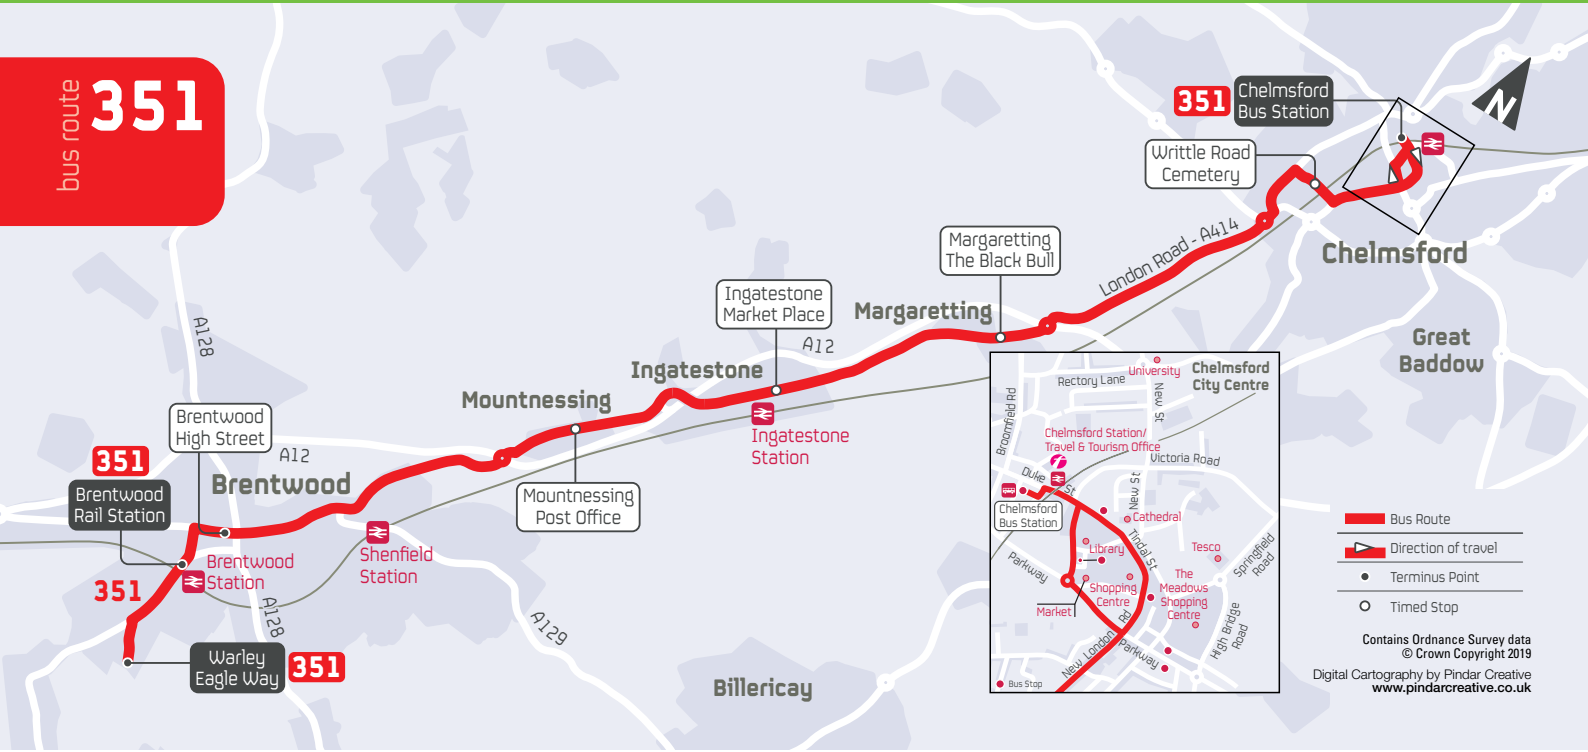 bus route
351
351
Chelmsford
Bus Station
N
Writtle Road
Cemetery
Chelmsford
Margaretting
The Black Bull
London Road - A414
Ingatestone
Market Place
Margaretting
A12
Great
Baddow
A128
Ingatestone
Mountnessing
Ingatestone
Station
Brentwood
High Street
A12
351
Brentwood
Brentwood
Rail Station
Mountnessing
Post Office
Brentwood
Station
Shenfield
Station
351
A128
A129
Warley
Eagle Way
351
Billericay
Chelmsford
City Centre
University
Rectory Lane
New St
Broomfield Rd
Chelmsford Station/
Travel & Tourism Office
Victoria Road
Duke St
New St
Chelmsford
Bus Station
Cathedral
Tindal St
Library
Tesco
Springfield
Road
Parkway
Shopping
Centre
The
Meadows
Shopping
Centre
Market
High Bridge
Road
New London Rd
Parkway
Bus Stop
Bus Route
Direction of travel
Terminus Point
Timed Stop
Contains Ordnance Survey data
© Crown Copyright 2019
Digital Cartography by Pindar Creative
www.pindarcreative.co.uk